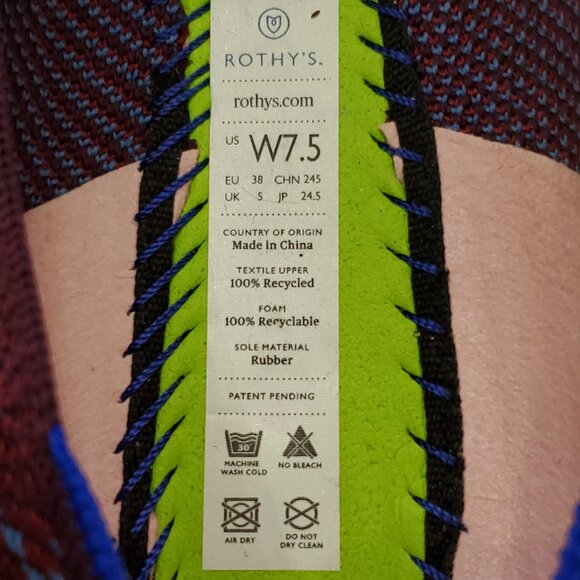 ROTHY'S
rothys.com
US W7.5
EU 38 CHN 245
UK 5 JP 24.5
COUNTRY OF ORIGIN
Made in China
TEXTILE UPPER
100% Recycled
FOAM
100% Recyclable
SOLE MATERIAL
Rubber
PATENT PENDING
30°
MACHINE WASH COLD
NO BLEACH
AIR DRY
DO NOT DRY CLEAN